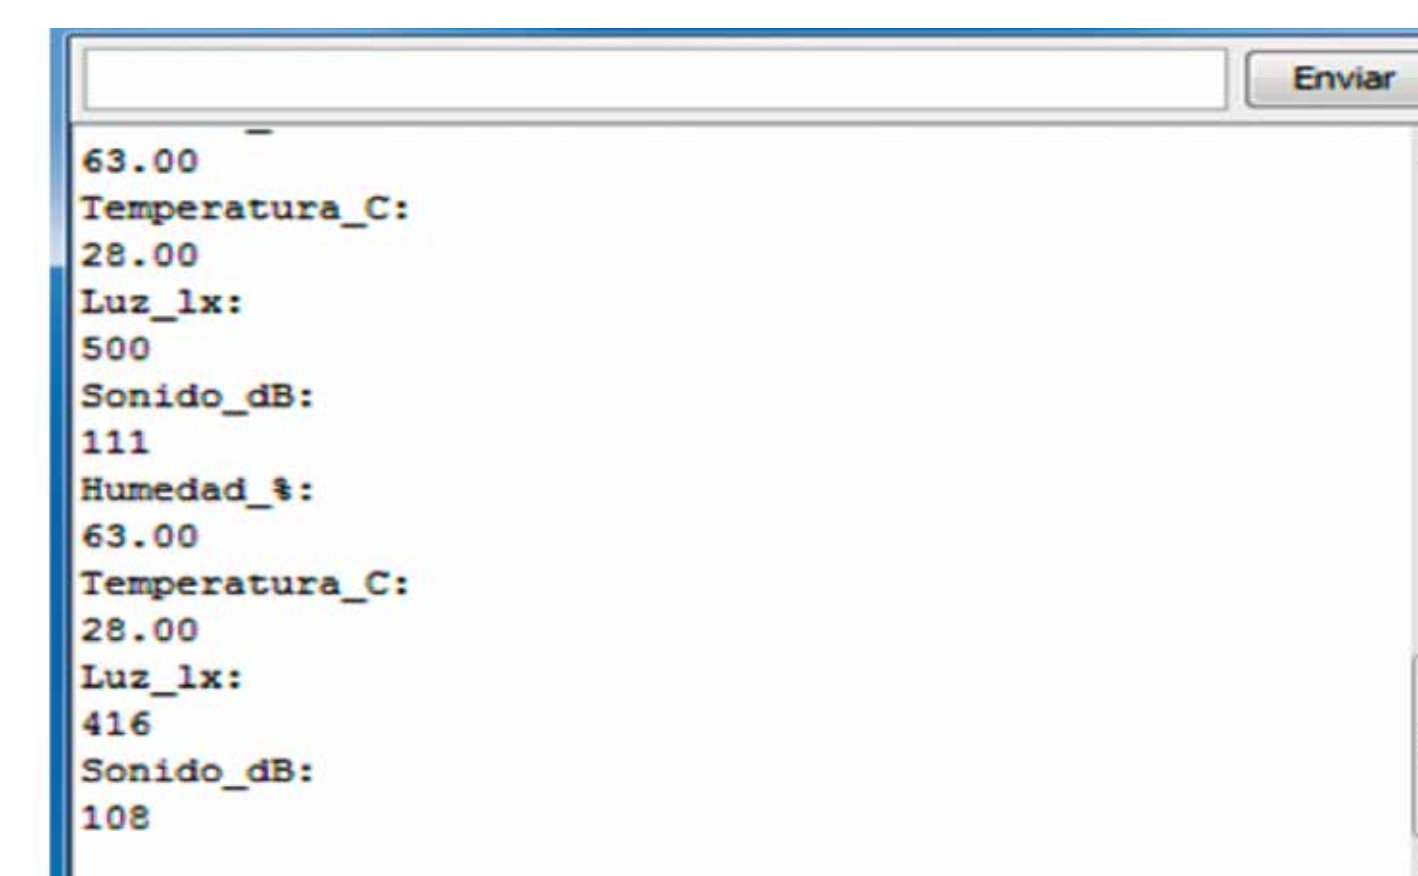 Enviar
63.00
Temperatura_C:
28.00
Luz_lx:
500
Sonido_dB:
111
Humedad_%:
63.00
Temperatura_C:
28.00
Luz_lx:
416
Sonido_dB:
108